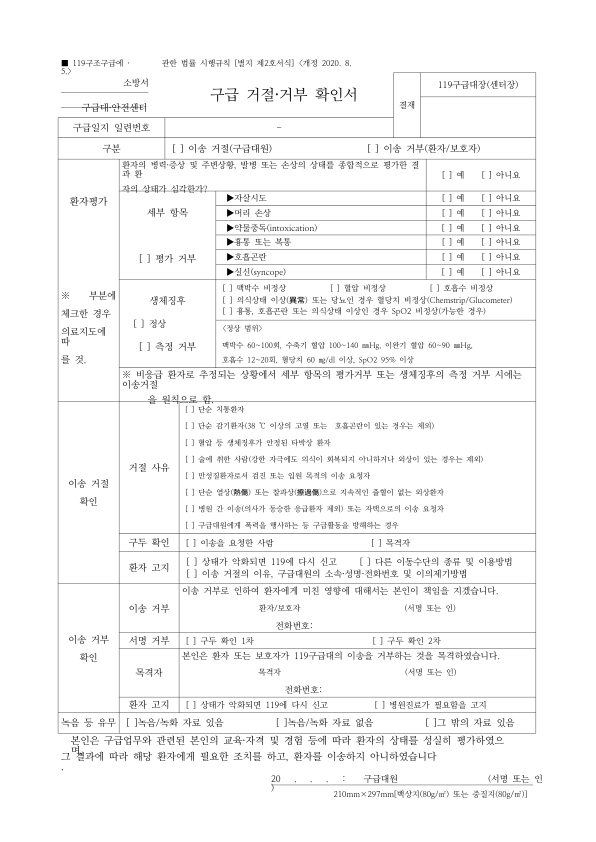 ■ 119구조구급에 · 관한 법률 시행규칙 [별지 제2호서식] <개정 2020. 8.
5.>
소방서
구급대·안전센터
구급 거절·거부 확인서
결재
119구급대장(센터장)
구급일지 일련번호
–
구분
[ ] 이송 거절(구급대원) [ ] 이송 거부(환자/보호자)
환자평가
환자의 병력·증상 및 주변상황, 발병 또는 손상의 상태를 종합적으로 평가한 결
과 환
자의 상태가 심각한가?
[ ] 예 [ ] 아니요
세부 항목
[ ] 평가 거부
▶자살시도 [ ] 예 [ ] 아니요
▶머리 손상 [ ] 예 [ ] 아니요
▶약물중독(intoxication) [ ] 예 [ ] 아니요
▶흉통 또는 복통 [ ] 예 [ ] 아니요
▶호흡곤란 [ ] 예 [ ] 아니요
▶실신(syncope) [ ] 예 [ ] 아니요
※ 부분에
체크한 경우
의료지도에
따
를 것.
생체징후
[ ] 정상
[ ] 측정 거부
[ ] 맥박수 비정상 [ ] 혈압 비정상 [ ] 호흡수 비정상
[ ] 의식상태 이상(異常) 또는 당뇨인 경우 혈당치 비정상(Chemstrip/Glucometer)
[ ] 흉통, 호흡곤란 또는 의식상태 이상인 경우 SpO2 비정상(가능한 경우)
<정상 범위>
맥박수 60~100회, 수축기 혈압 100~140 ㎜Hg, 이완기 혈압 60~90 ㎜Hg,
호흡수 12~20회, 혈당치 60 ㎎/dl 이상, SpO2 95% 이상
※ 비응급 환자로 추정되는 상황에서 세부 항목의 평가거부 또는 생체징후의 측정 거부 시에는
이송거절
을 원칙으로 함.
이송 거절
확인
거절 사유
[ ] 단순 치통환자
[ ] 단순 감기환자(38 ℃ 이상의 고열 또는 호흡곤란이 있는 경우는 제외)
[ ] 혈압 등 생체징후가 안정된 타박상 환자
[ ] 술에 취한 사람(강한 자극에도 의식이 회복되지 아니하거나 외상이 있는 경우는 제외)
[ ] 만성질환자로서 검진 또는 입원 목적의 이송 요청자
[ ] 단순 열상(熱傷) 또는 찰과상(擦過傷)으로 지속적인 출혈이 없는 외상환자
[ ] 병원 간 이송(의사가 동승한 응급환자 제외) 또는 자택으로의 이송 요청자
[ ] 구급대원에게 폭력을 행사하는 등 구급활동을 방해하는 경우
구두 확인
[ ] 이송을 요청한 사람 [ ] 목격자
환자 고지
[ ] 상태가 악화되면 119에 다시 신고 [ ] 다른 이동수단의 종류 및 이용방법
[ ] 이송 거절의 이유, 구급대원의 소속·성명·전화번호 및 이의제기방법
이송 거부
확인
이송 거부
이송 거부로 인하여 환자에게 미친 영향에 대해서는 본인이 책임을 지겠습니다.
환자/보호자 (서명 또는 인)
전화번호:
서명 거부
[ ] 구두 확인 1차 [ ] 구두 확인 2차
목격자
본인은 환자 또는 보호자가 119구급대의 이송을 거부하는 것을 목격하였습니다.
목격자 (서명 또는 인)
전화번호:
환자 고지
[ ] 상태가 악화되면 119에 다시 신고 [ ] 병원진료가 필요함을 고지
녹음 등 유무
[ ]녹음/녹화 자료 있음 [ ]녹음/녹화 자료 없음 [ ]그 밖의 자료 있음
본인은 구급업무와 관련된 본인의 교육·자격 및 경험 등에 따라 환자의 상태를 성실히 평가하였으
며,
그 결과에 따라 해당 환자에게 필요한 조치를 하고, 환자를 이송하지 아니하였습니다
.
20 . . . : 구급대원 (서명 또는 인
)
210mm×297mm[백상지(80g/㎡) 또는 중질지(80g/㎡)]